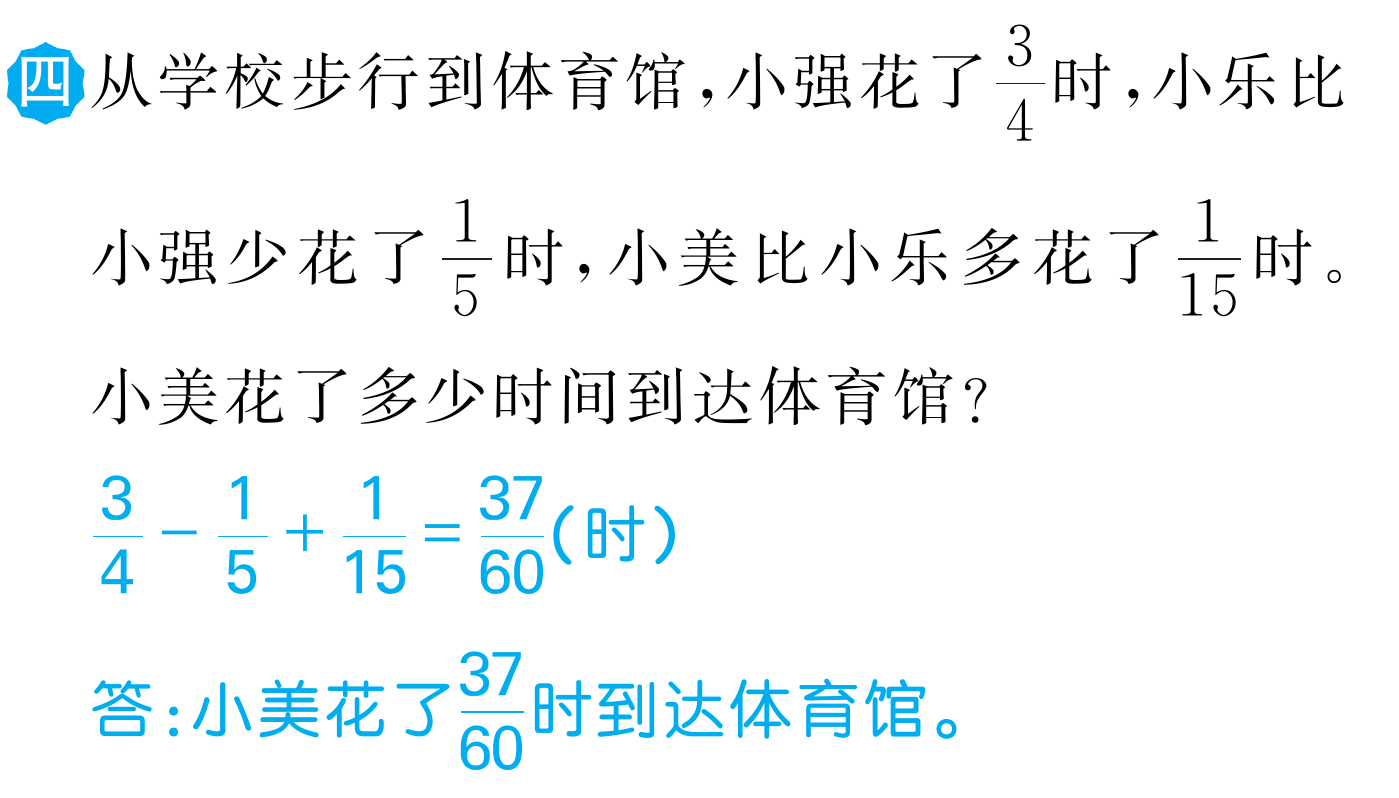 四 从学校步行到体育馆,小强花了3/4时,小乐比
小强少花了1/5时,小美比小乐多花了1/15时。
小美花了多少时间到达体育馆?
3/4 − 1/5 + 1/15 = 37/60(时)
答:小美花了37/60时到达体育馆。